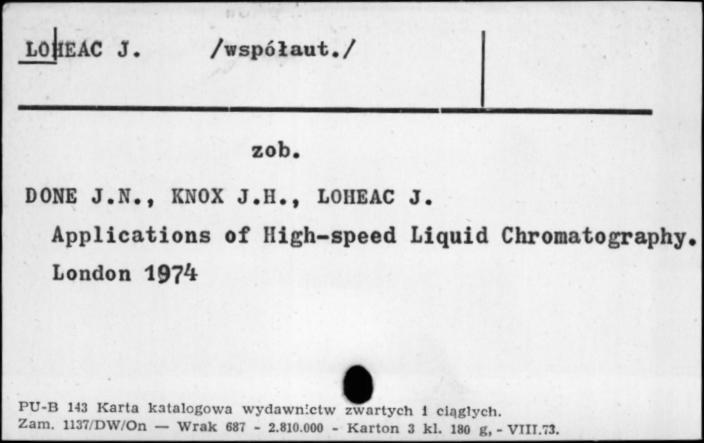 LOHEAC J. /współaut./
zob.
DONE J.N., KNOX J.H., LOHEAC J.
Applications of High-speed Liquid Chromatography.
London 1974
PU-B 143 Karta katalogowa wydawnictw zwartych i ciągłych.
Zam. 1137/DW/On — Wrak 687 - 2.810.000 - Karton 3 kl. 180 g, - VIII.73.